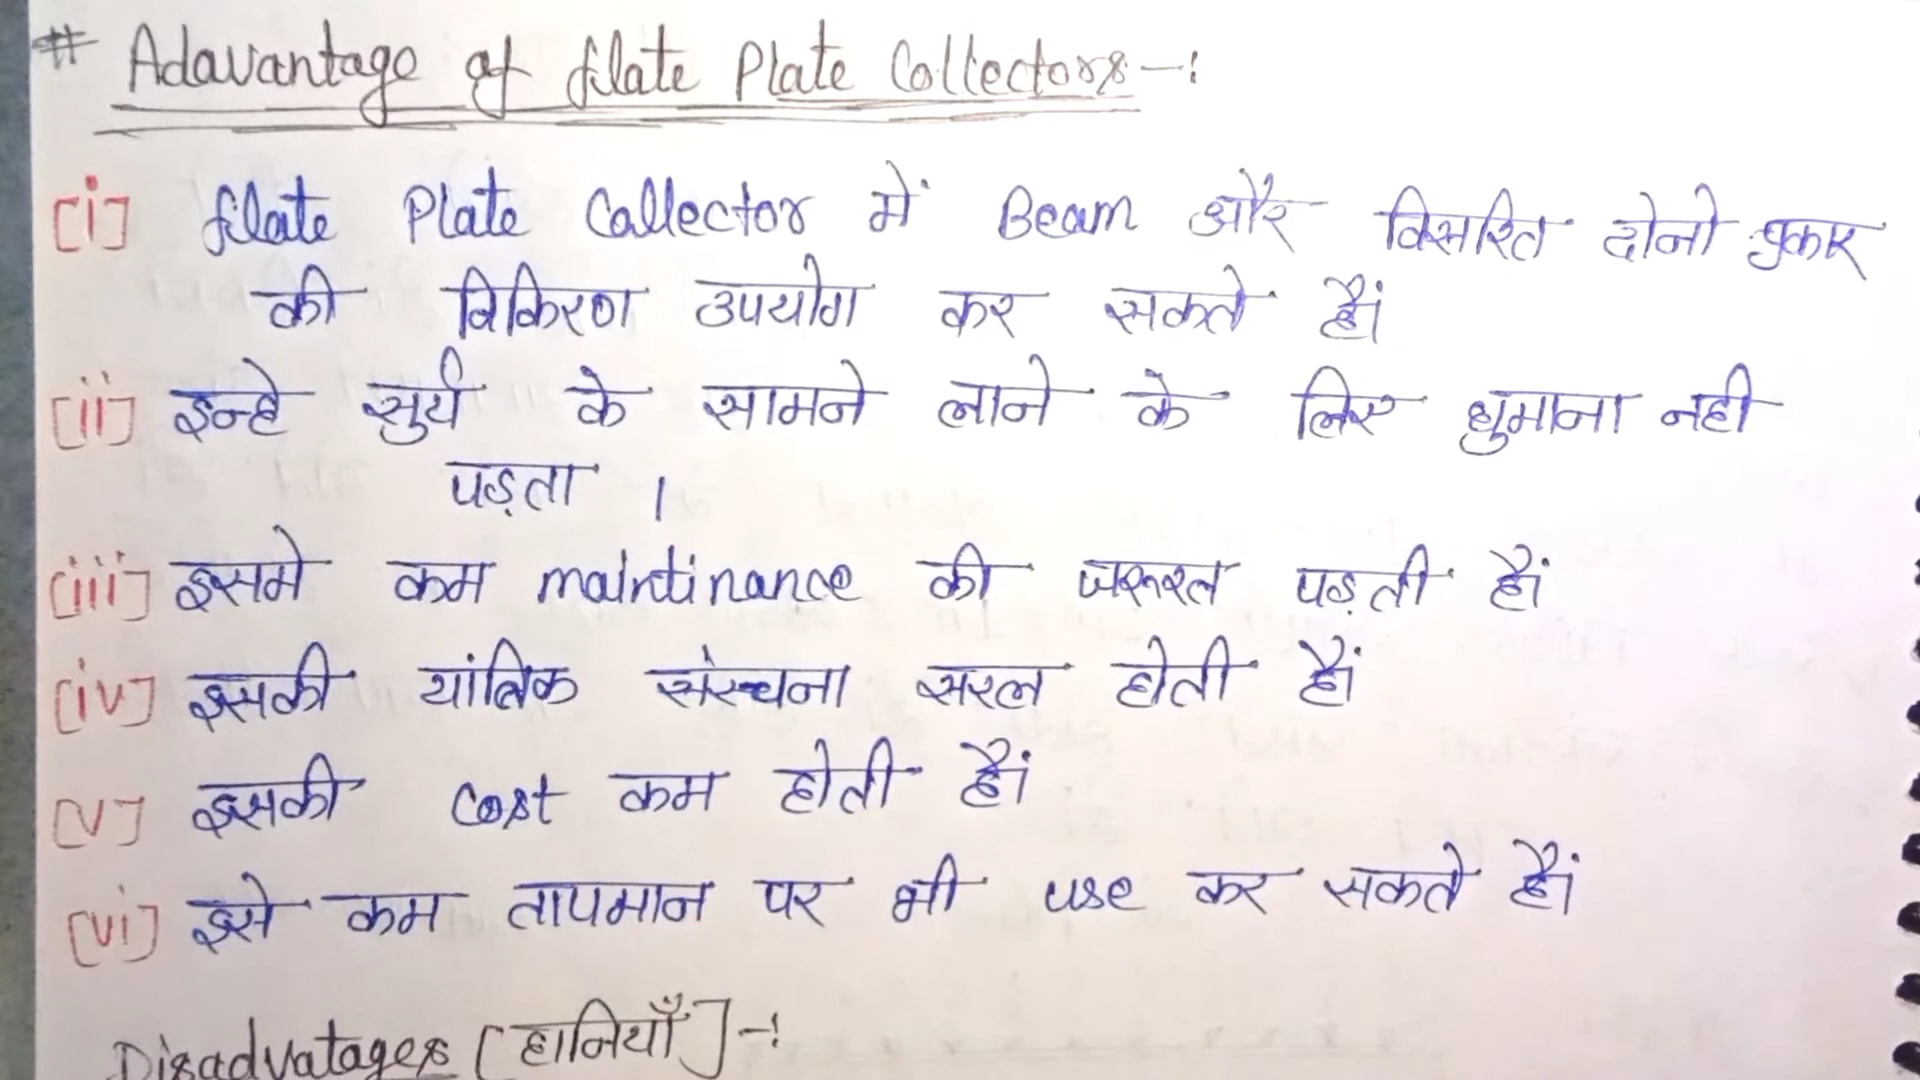 # Adavantage of flate Plate Collectors-:
[i] flate Plate Collector में Beam और विसरित दोनो प्रकार
की विकिरण उपयोग कर सकते हैं।
[ii] इन्हे सुर्य के सामने लाने के लिए घुमाना नही
पड़ता ।
[iii] इसमे कम maintinance की जरूरत पड़ती हैं।
[iv] इसकी यांत्रिक संरचना सरल होती हैं।
[v] इसकी cost कम होती हैं।
[vi] इसे कम तापमान पर भी use कर सकते हैं।
Disadvatages [हानियाँ]-: